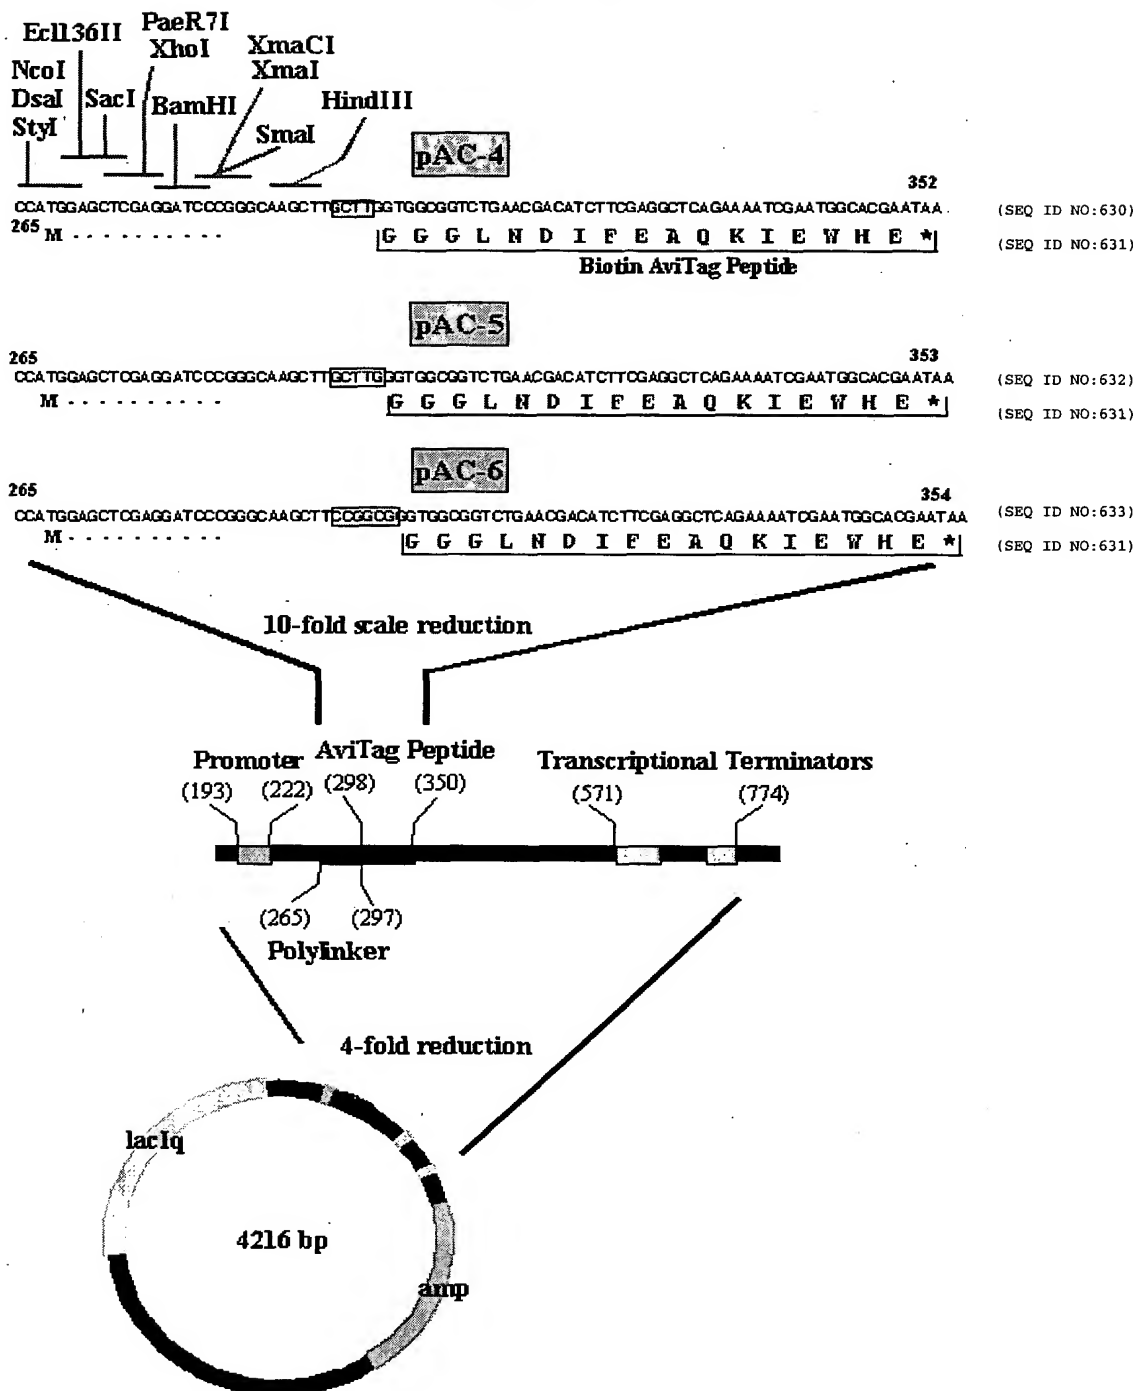 Ecl136II
PaeR7I
XhoI
XmaCI
XmaI
NcoI
DsaI
StyI
SacI
BamHI
HindIII
SmaI
pAC-4
352
CCATGGAGCTCGAGGATCCCGGGCAAGCTTGCTTGGTGGCGGTCTGAACGACATCTTCGAGGCTCAGAAAATCGAATGGCACGAATAA (SEQ ID NO:630)
265 M - - - - - - - - - - G G G L N D I F E A Q K I E W H E * (SEQ ID NO:631)
Biotin AviTag Peptide
pAC-5
265 353
CCATGGAGCTCGAGGATCCCGGGCAAGCTTGCTTGGGTGGCGGTCTGAACGACATCTTCGAGGCTCAGAAAATCGAATGGCACGAATAA (SEQ ID NO:632)
M - - - - - - - - - - G G G L N D I F E A Q K I E W H E * (SEQ ID NO:631)
pAC-6
265 354
CCATGGAGCTCGAGGATCCCGGGCAAGCTTCCGGCGGGTGGCGGTCTGAACGACATCTTCGAGGCTCAGAAAATCGAATGGCACGAATAA (SEQ ID NO:633)
M - - - - - - - - - - G G G L N D I F E A Q K I E W H E * (SEQ ID NO:631)
10-fold scale reduction
Promoter AviTag Peptide Transcriptional Terminators
(193) (222) (298) (350) (571) (774)
(265) (297)
Polylinker
4-fold reduction
lacIq
4216 bp
amp